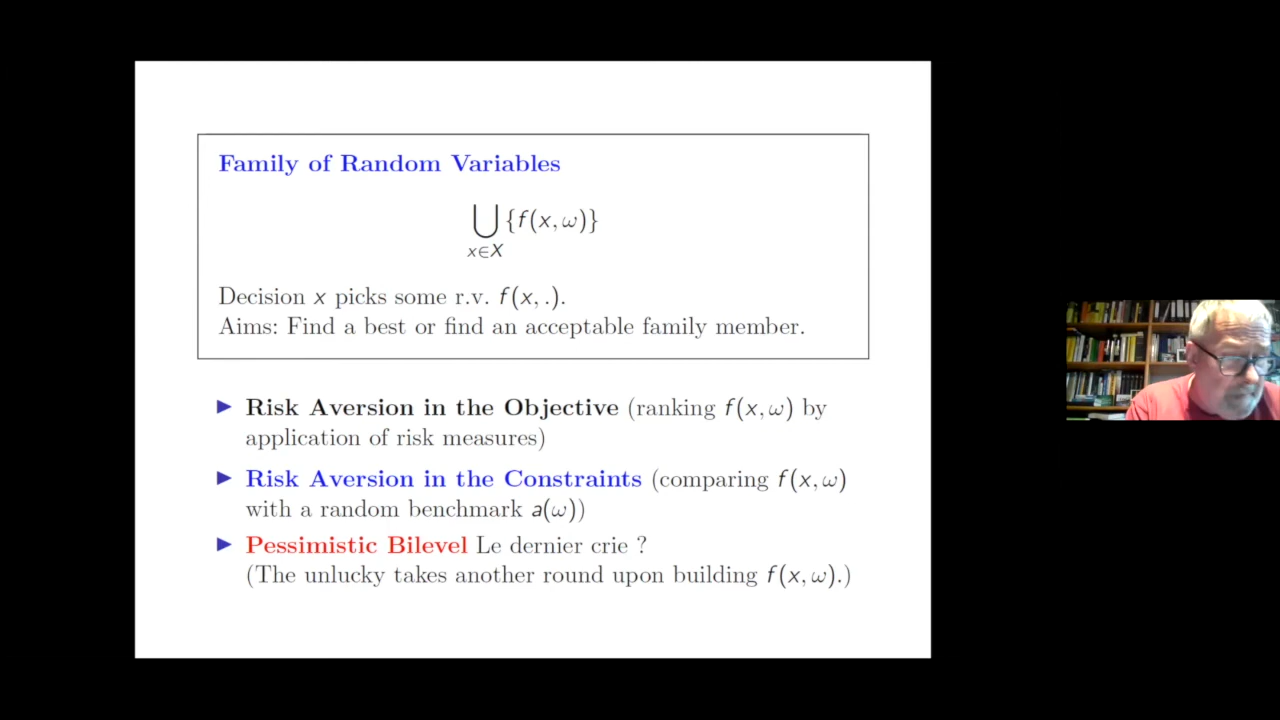 Family of Random Variables
⋃ {f(x, ω)}
x∈X
Decision x picks some r.v. f(x, .).
Aims: Find a best or find an acceptable family member.
▶ Risk Aversion in the Objective (ranking f(x, ω) by
application of risk measures)
▶ Risk Aversion in the Constraints (comparing f(x, ω)
with a random benchmark a(ω))
▶ Pessimistic Bilevel Le dernier crie ?
(The unlucky takes another round upon building f(x, ω).)